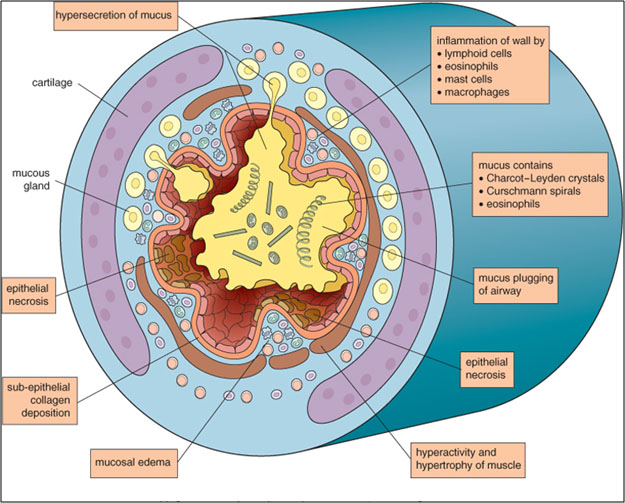 hypersecretion of mucus
inflammation of wall by
• lymphoid cells
• eosinophils
• mast cells
• macrophages
cartilage
mucus contains
• Charcot–Leyden crystals
• Curschmann spirals
• eosinophils
mucous
gland
mucus plugging
of airway
epithelial
necrosis
epithelial
necrosis
sub-epithelial
collagen
deposition
mucosal edema
hyperactivity and
hypertrophy of muscle